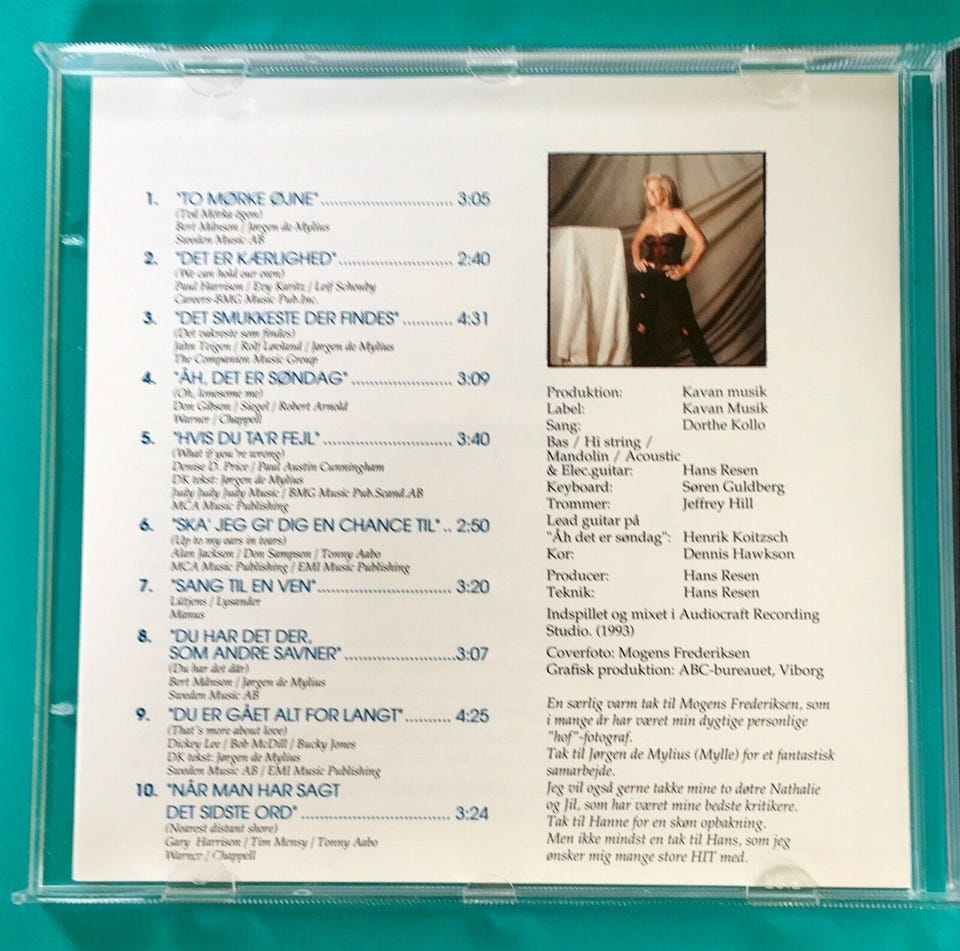 1. "TO MØRKE ØJNE" 3:05
(Två Mörka ögon)
Bert Månson / Jørgen de Mylius
Sweden Music AB
2. "DET ER KÆRLIGHED" 2:40
(We can hold our own)
Paul Harrison / Evy Karitz / Leif Schouby
Careers-BMG Music Pub.Inc.
3. "DET SMUKKESTE DER FINDES" 4:31
(Det vakreste som findes)
Jahn Teigen / Rolf Løvland / Jørgen de Mylius
The Companion Music Group
4. "ÅH, DET ER SØNDAG" 3:09
(Oh, lonesome me)
Don Gibson / Siegel / Robert Arnold
Warner / Chappell
5. "HVIS DU TA'R FEJL" 3:40
(What if you're wrong)
Denise D. Price / Paul Austin Cunningham
DK tekst: Jørgen de Mylius
Judy Judy Judy Music / BMG Music Pub.Scand.AB
MCA Music Publishing
6. "SKA' JEG GI' DIG EN CHANCE TIL" .. 2:50
(Up to my ears in tears)
Alan Jackson / Don Sampson / Tonny Aabo
MCA Music Publishing / EMI Music Publishing
7. "SANG TIL EN VEN" 3:20
Lütjens / Lysander
Manus
8. "DU HAR DET DER,
SOM ANDRE SAVNER" 3:07
(Du har det där)
Bert Månson / Jørgen de Mylius
Sweden Music AB
9. "DU ER GÅET ALT FOR LANGT" 4:25
(That's more about love)
Dickey Lee / Bob McDill / Bucky Jones
DK tekst: Jørgen de Mylius
Sweden Music AB / EMI Music Publishing
10. "NÅR MAN HAR SAGT
DET SIDSTE ORD" 3:24
(Nearest distant shore)
Gary Harrison / Tim Mensy / Tonny Aabo
Warner / Chappell
Produktion: Kavan musik
Label: Kavan Musik
Sang: Dorthe Kollo
Bas / Hi string /
Mandolin / Acoustic
& Elec.guitar: Hans Resen
Keyboard: Søren Guldberg
Trommer: Jeffrey Hill
Lead guitar på
"Åh det er søndag": Henrik Koitzsch
Kor: Dennis Hawkson
Producer: Hans Resen
Teknik: Hans Resen
Indspillet og mixet i Audiocraft Recording
Studio. (1993)
Coverfoto: Mogens Frederiksen
Grafisk produktion: ABC-bureauet, Viborg
En særlig varm tak til Mogens Frederiksen, som
i mange år har været min dygtige personlige
"hof"-fotograf.
Tak til Jørgen de Mylius (Mylle) for et fantastisk
samarbejde.
Jeg vil også gerne takke mine to døtre Nathalie
og Jil, som har været mine bedste kritikere.
Tak til Hanne for en skøn opbakning.
Men ikke mindst en tak til Hans, som jeg
ønsker mig mange store HIT med.